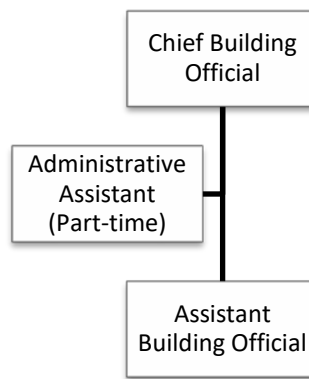 Chief Building
Official
Administrative
Assistant
(Part-time)
Assistant
Building Official